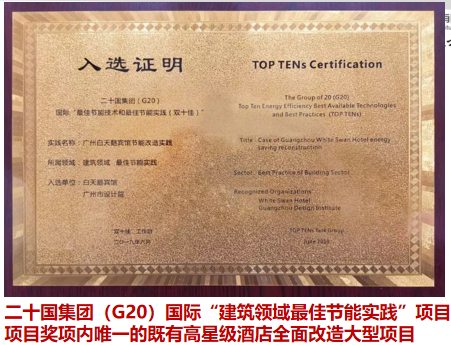 入选证明
二十国集团（G20）
国际“最佳节能技术和最佳节能实践（双十佳）”
实践名称：广州白天鹅宾馆节能改造实践
所属领域：建筑领域 最佳节能实践
入选单位：白天鹅宾馆
广州市设计院
双十佳工作组
二〇一九年六月
TOP TENs Certification
The Group of 20 (G20)
Top Ten Energy Efficiency Best Available Technologies
and Best Practices (TOP TENs)
Title: Case of Guangzhou White Swan Hotel energy
saving reconstruction
Sector: Best Practice of Building Sector
Recognized Organizations:
White Swan Hotel
Guangzhou Design Institute
TOP TENs Task Group
June 2019
二十国集团（G20）国际“建筑领域最佳节能实践”项目
项目奖项内唯一的既有高星级酒店全面改造大型项目